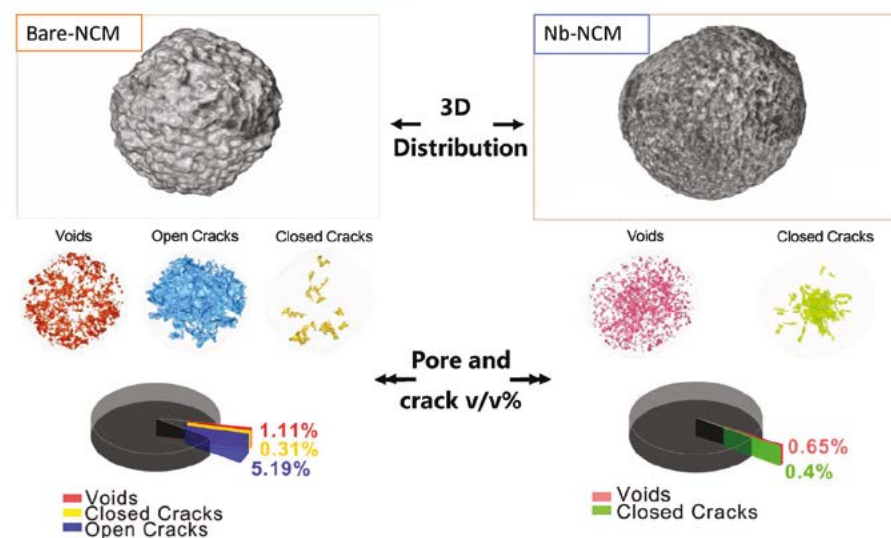 Bare-NCM
Nb-NCM
3D
Distribution
Voids
Open Cracks
Closed Cracks
Voids
Closed Cracks
Pore and
crack v/v%
1.11%
0.31%
5.19%
Voids
Closed Cracks
Open Cracks
0.65%
0.4%
Voids
Closed Cracks